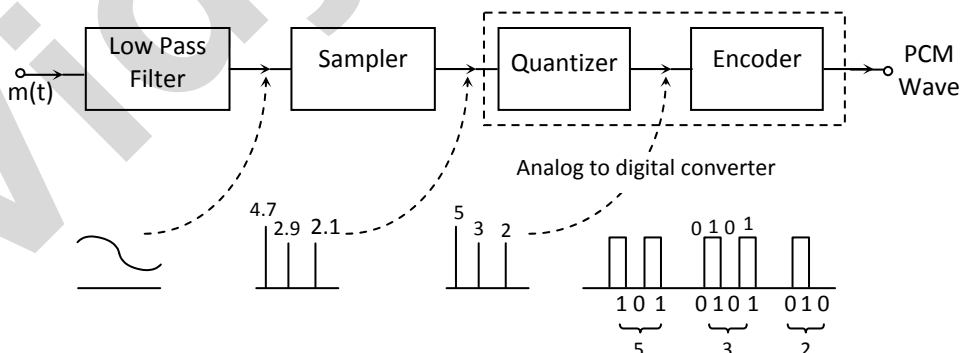 Low Pass
Filter
Sampler
Quantizer
Encoder
PCM
Wave
m(t)
Analog to digital converter
4.7
2.9
2.1
5
3
2
0 1 0 1
1 0 1
0 1 0 1
0 1 0
5
3
2